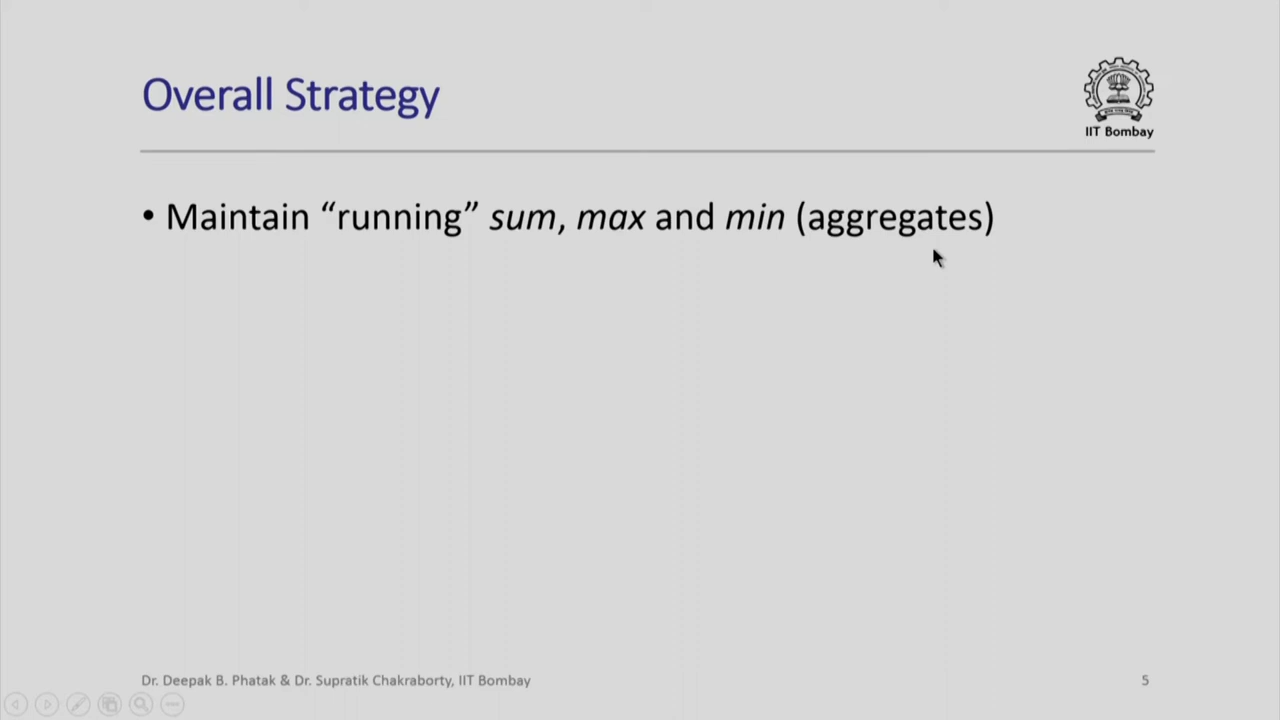 Overall Strategy
IIT Bombay
• Maintain “running” sum, max and min (aggregates)
Dr. Deepak B. Phatak & Dr. Supratik Chakraborty, IIT Bombay
5